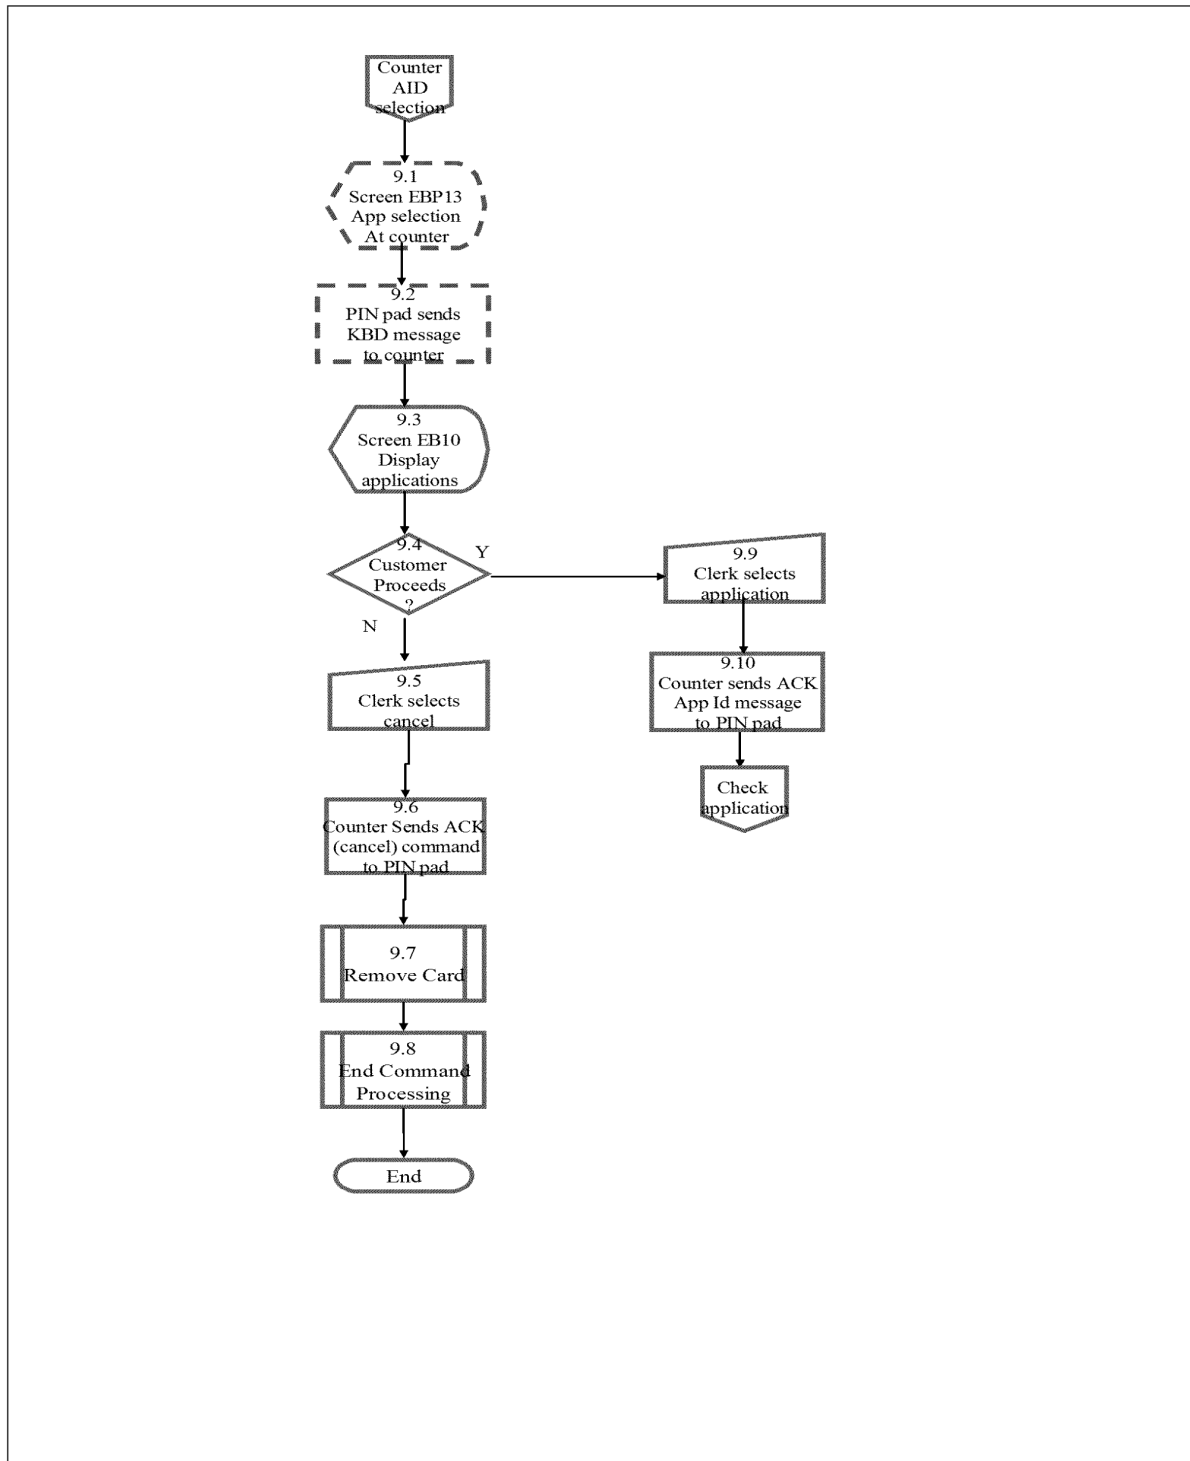 Counter
AID
selection
9.1
Screen EBP13
App selection
At counter
9.2
PIN pad sends
KBD message
to counter
9.3
Screen EB10
Display
applications
9.4
Customer
Proceeds
?
Y
N
9.5
Clerk selects
cancel
9.6
Counter Sends ACK
(cancel) command
to PIN pad
9.7
Remove Card
9.8
End Command
Processing
End
9.9
Clerk selects
application
9.10
Counter sends ACK
App Id message
to PIN pad
Check
application